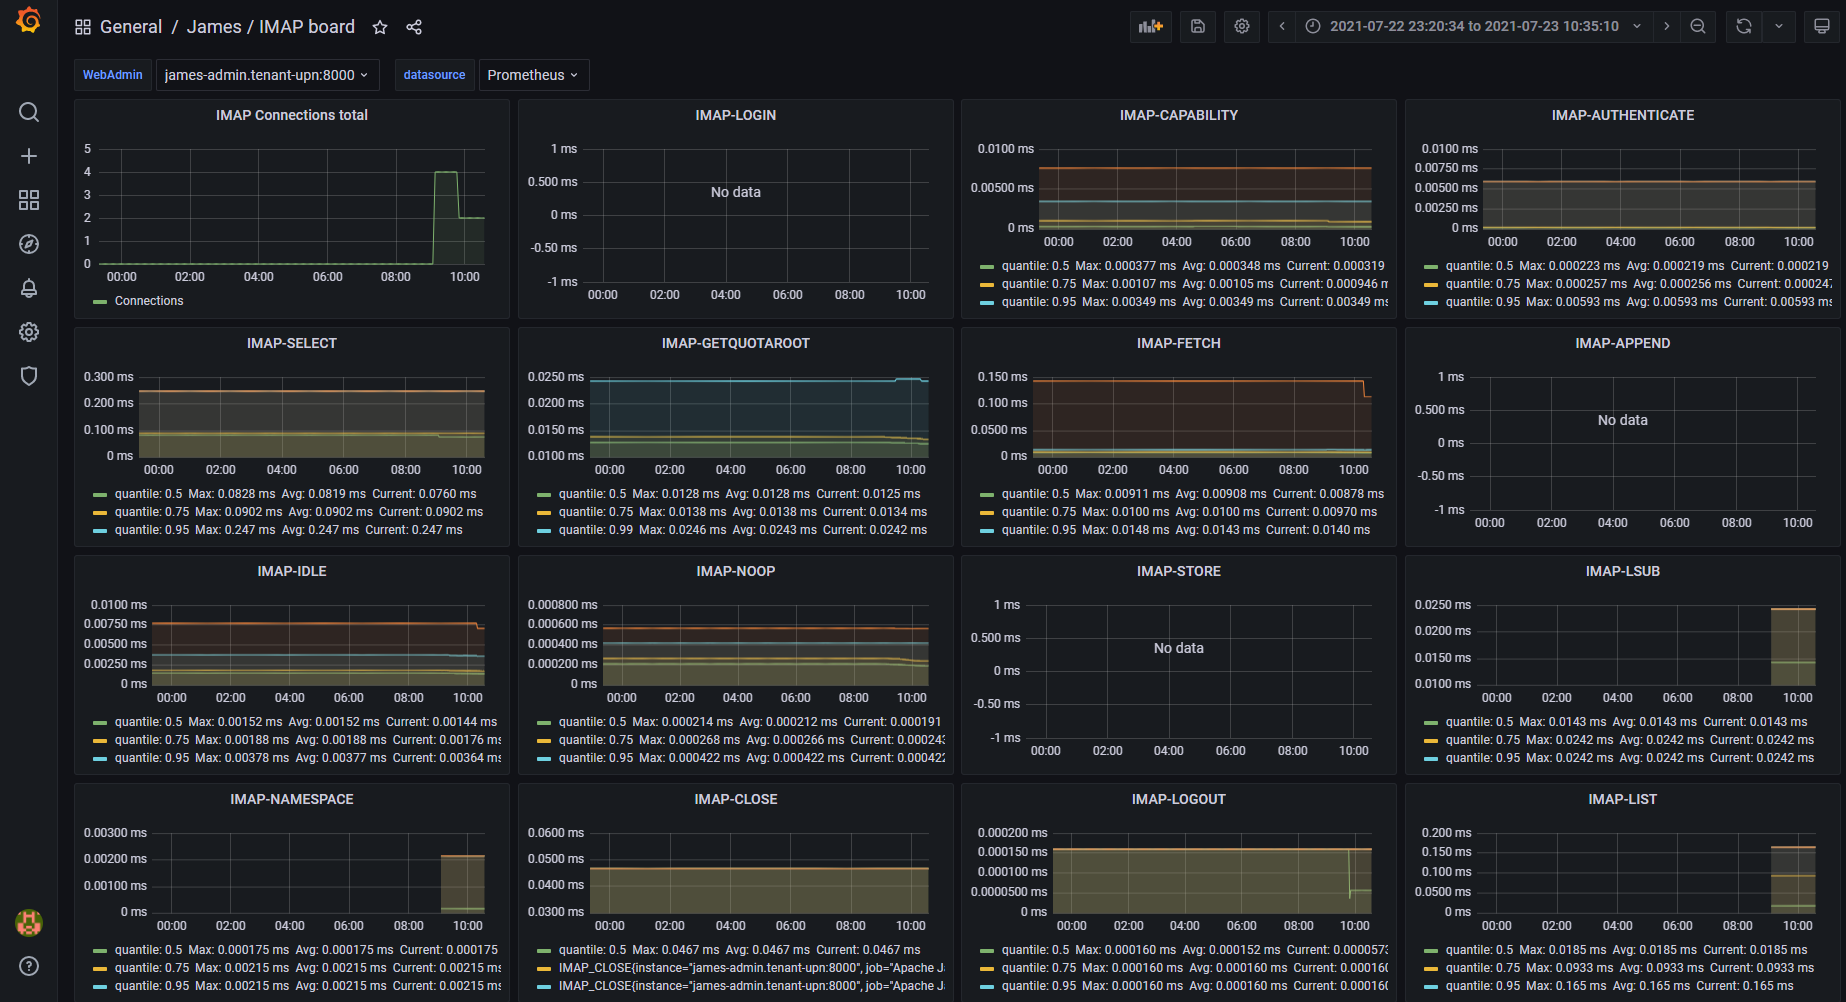 General / James / IMAP board
2021-07-22 23:20:34 to 2021-07-23 10:35:10
WebAdmin james-admin.tenant-upn:8000 datasource Prometheus
IMAP Connections total
5
4
3
2
1
0
00:00 02:00 04:00 06:00 08:00 10:00
Connections
IMAP-LOGIN
1 ms
0.500 ms
0 ms
-0.50 ms
-1 ms
No data
00:00 02:00 04:00 06:00 08:00 10:00
IMAP-CAPABILITY
0.0100 ms
0.00500 ms
0 ms
00:00 02:00 04:00 06:00 08:00 10:00
quantile: 0.5 Max: 0.000377 ms Avg: 0.000348 ms Current: 0.000319
quantile: 0.75 Max: 0.00107 ms Avg: 0.00105 ms Current: 0.000946
quantile: 0.95 Max: 0.00349 ms Avg: 0.00349 ms Current: 0.00349 ms
IMAP-AUTHENTICATE
0.0100 ms
0.00750 ms
0.00500 ms
0.00250 ms
0 ms
00:00 02:00 04:00 06:00 08:00 10:00
quantile: 0.5 Max: 0.000223 ms Avg: 0.000219 ms Current: 0.000219
quantile: 0.75 Max: 0.000257 ms Avg: 0.000256 ms Current: 0.000247
quantile: 0.95 Max: 0.00593 ms Avg: 0.00593 ms Current: 0.00593 ms
IMAP-SELECT
0.300 ms
0.200 ms
0.100 ms
0 ms
00:00 02:00 04:00 06:00 08:00 10:00
quantile: 0.5 Max: 0.0828 ms Avg: 0.0819 ms Current: 0.0760 ms
quantile: 0.75 Max: 0.0902 ms Avg: 0.0902 ms Current: 0.0902 ms
quantile: 0.95 Max: 0.247 ms Avg: 0.247 ms Current: 0.247 ms
IMAP-GETQUOTAROOT
0.0250 ms
0.0200 ms
0.0150 ms
0.0100 ms
00:00 02:00 04:00 06:00 08:00 10:00
quantile: 0.5 Max: 0.0128 ms Avg: 0.0128 ms Current: 0.0125 ms
quantile: 0.75 Max: 0.0138 ms Avg: 0.0138 ms Current: 0.0134 ms
quantile: 0.99 Max: 0.0246 ms Avg: 0.0243 ms Current: 0.0242 ms
IMAP-FETCH
0.150 ms
0.100 ms
0.0500 ms
0 ms
00:00 02:00 04:00 06:00 08:00 10:00
quantile: 0.5 Max: 0.00911 ms Avg: 0.00908 ms Current: 0.00878 ms
quantile: 0.75 Max: 0.0100 ms Avg: 0.0100 ms Current: 0.00970 ms
quantile: 0.95 Max: 0.0148 ms Avg: 0.0143 ms Current: 0.0140 ms
IMAP-APPEND
1 ms
0.500 ms
0 ms
-0.50 ms
-1 ms
No data
00:00 02:00 04:00 06:00 08:00 10:00
IMAP-IDLE
0.0100 ms
0.00750 ms
0.00500 ms
0.00250 ms
0 ms
00:00 02:00 04:00 06:00 08:00 10:00
quantile: 0.5 Max: 0.00152 ms Avg: 0.00152 ms Current: 0.00144 ms
quantile: 0.75 Max: 0.00188 ms Avg: 0.00188 ms Current: 0.00176 ms
quantile: 0.95 Max: 0.00378 ms Avg: 0.00377 ms Current: 0.00364 ms
IMAP-NOOP
0.000800 ms
0.000600 ms
0.000400 ms
0.000200 ms
0 ms
00:00 02:00 04:00 06:00 08:00 10:00
quantile: 0.5 Max: 0.000214 ms Avg: 0.000212 ms Current: 0.000191
quantile: 0.75 Max: 0.000268 ms Avg: 0.000266 ms Current: 0.000243
quantile: 0.95 Max: 0.000422 ms Avg: 0.000422 ms Current: 0.000422
IMAP-STORE
1 ms
0.500 ms
0 ms
-0.50 ms
-1 ms
No data
00:00 02:00 04:00 06:00 08:00 10:00
IMAP-LSUB
0.0250 ms
0.0200 ms
0.0150 ms
0.0100 ms
00:00 02:00 04:00 06:00 08:00 10:00
quantile: 0.5 Max: 0.0143 ms Avg: 0.0143 ms Current: 0.0143 ms
quantile: 0.75 Max: 0.0242 ms Avg: 0.0242 ms Current: 0.0242 ms
quantile: 0.95 Max: 0.0242 ms Avg: 0.0242 ms Current: 0.0242 ms
IMAP-NAMESPACE
0.00300 ms
0.00200 ms
0.00100 ms
0 ms
00:00 02:00 04:00 06:00 08:00 10:00
quantile: 0.5 Max: 0.000175 ms Avg: 0.000175 ms Current: 0.000175
quantile: 0.75 Max: 0.00215 ms Avg: 0.00215 ms Current: 0.00215 ms
quantile: 0.95 Max: 0.00215 ms Avg: 0.00215 ms Current: 0.00215 ms
IMAP-CLOSE
0.0600 ms
0.0500 ms
0.0400 ms
0.0300 ms
00:00 02:00 04:00 06:00 08:00 10:00
quantile: 0.5 Max: 0.0467 ms Avg: 0.0467 ms Current: 0.0467 ms
IMAP_CLOSE{instance="james-admin.tenant-upn:8000", job="Apache Ja
IMAP_CLOSE{instance="james-admin.tenant-upn:8000", job="Apache Ja
IMAP-LOGOUT
0.000200 ms
0.000150 ms
0.000100 ms
0.0000500 ms
0 ms
00:00 02:00 04:00 06:00 08:00 10:00
quantile: 0.5 Max: 0.000160 ms Avg: 0.000152 ms Current: 0.0000573
quantile: 0.75 Max: 0.000160 ms Avg: 0.000160 ms Current: 0.000160
quantile: 0.95 Max: 0.000160 ms Avg: 0.000160 ms Current: 0.000160
IMAP-LIST
0.200 ms
0.150 ms
0.100 ms
0.0500 ms
0 ms
00:00 02:00 04:00 06:00 08:00 10:00
quantile: 0.5 Max: 0.0185 ms Avg: 0.0185 ms Current: 0.0185 ms
quantile: 0.75 Max: 0.0933 ms Avg: 0.0933 ms Current: 0.0933 ms
quantile: 0.95 Max: 0.165 ms Avg: 0.165 ms Current: 0.165 ms